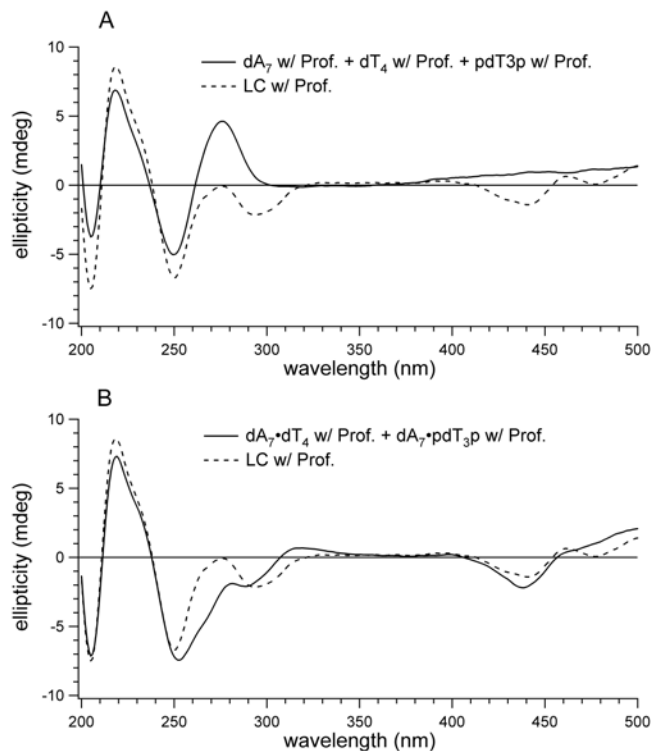 A
dA₇ w/ Prof. + dT₄ w/ Prof. + pdT3p w/ Prof.
LC w/ Prof.
10
5
0
-5
-10
ellipticity (mdeg)
200 250 300 350 400 450 500
wavelength (nm)
B
dA₇•dT₄ w/ Prof. + dA₇•pdT₃p w/ Prof.
LC w/ Prof.
10
5
0
-5
-10
ellipticity (mdeg)
200 250 300 350 400 450 500
wavelength (nm)